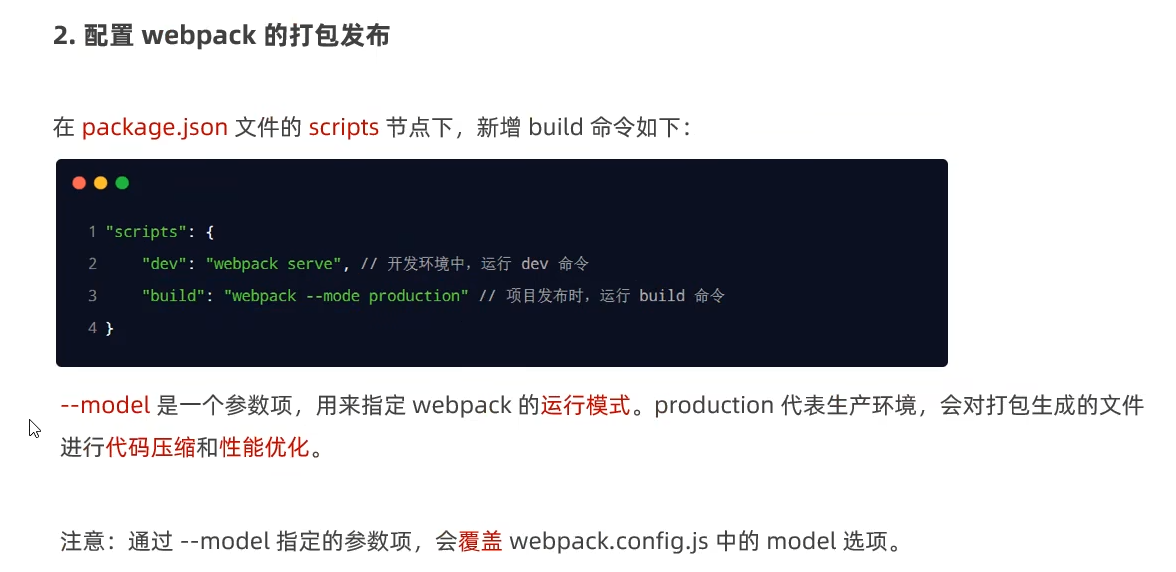 2. 配置 webpack 的打包发布
在 package.json 文件的 scripts 节点下，新增 build 命令如下：
1 "scripts": {
2     "dev": "webpack serve", // 开发环境中，运行 dev 命令
3     "build": "webpack --mode production" // 项目发布时，运行 build 命令
4 }
--model 是一个参数项，用来指定 webpack 的运行模式。production 代表生产环境，会对打包生成的文件
进行代码压缩和性能优化。
注意：通过 --model 指定的参数项，会覆盖 webpack.config.js 中的 model 选项。